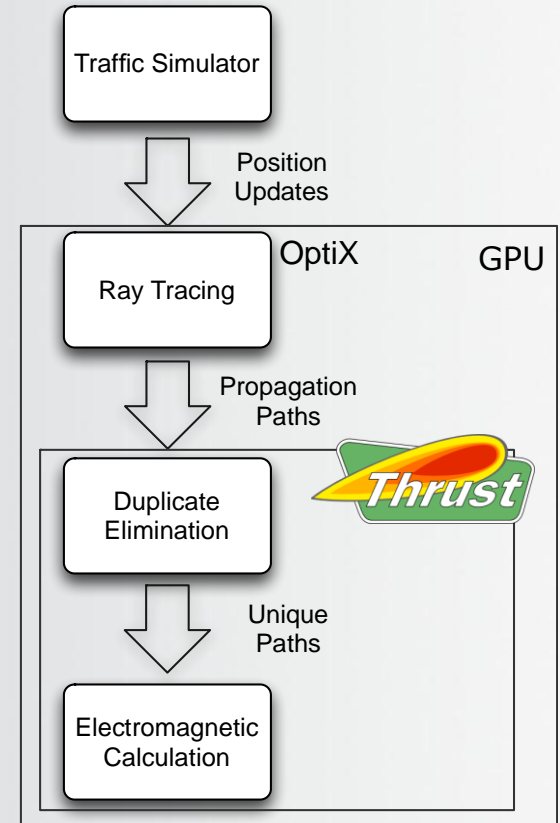 Traffic Simulator
Position
Updates
OptiX
GPU
Ray Tracing
Propagation
Paths
Thrust
Duplicate
Elimination
Unique
Paths
Electromagnetic
Calculation